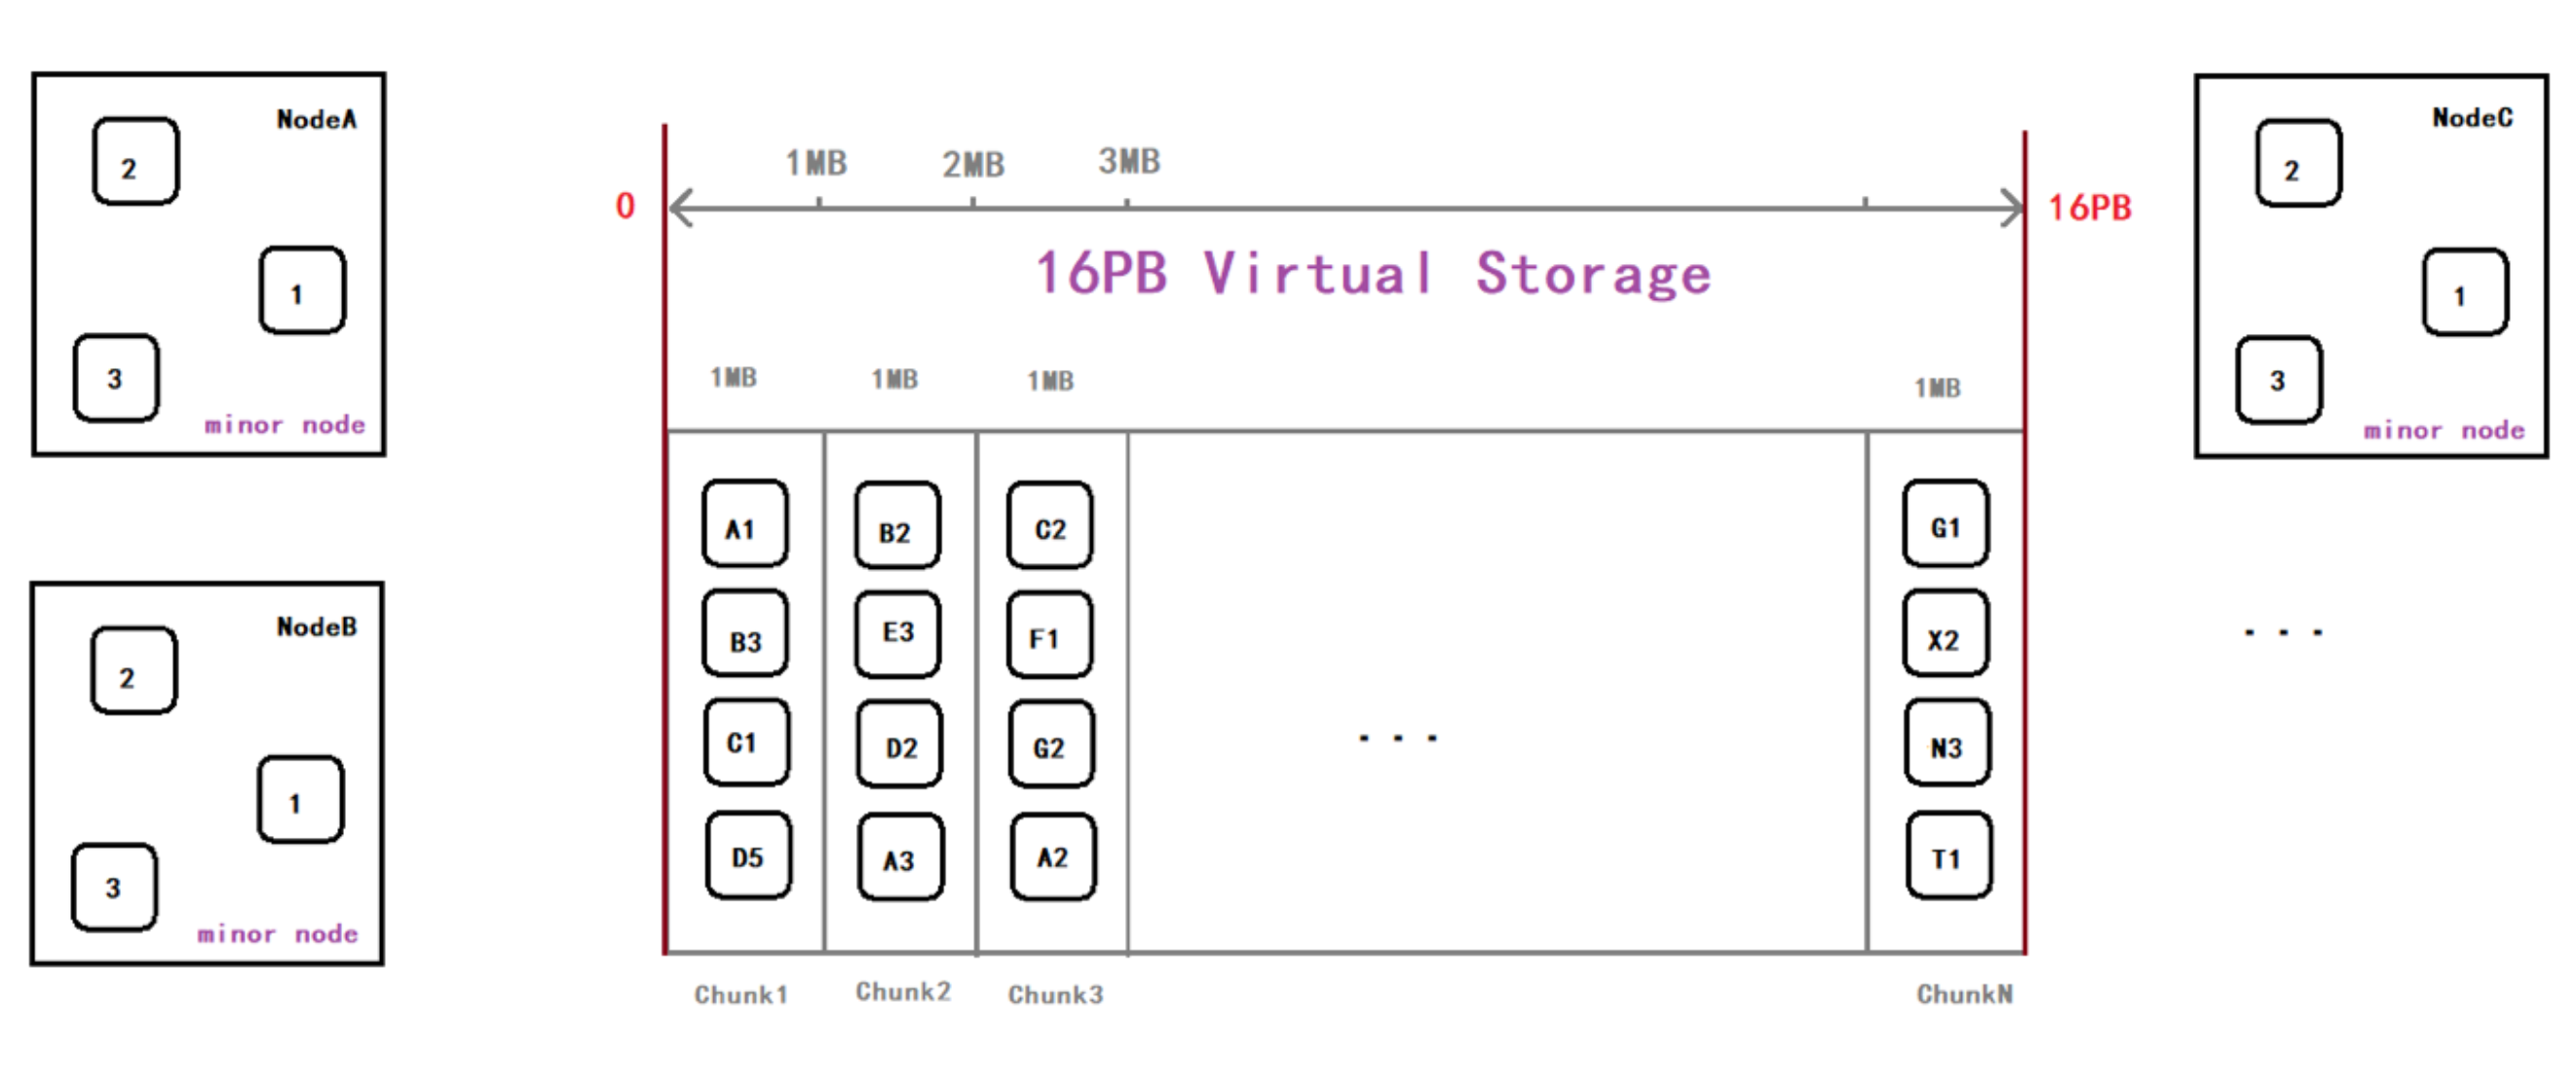 NodeA
2
1
3
minor node
NodeB
2
1
3
minor node
1MB 2MB 3MB
0 16PB
16PB Virtual Storage
1MB 1MB 1MB 1MB
A1 B2 C2 G1
B3 E3 F1 X2
C1 D2 G2 N3
. . .
D5 A3 A2 T1
Chunk1 Chunk2 Chunk3 ChunkN
NodeC
2
1
3
minor node
. . .